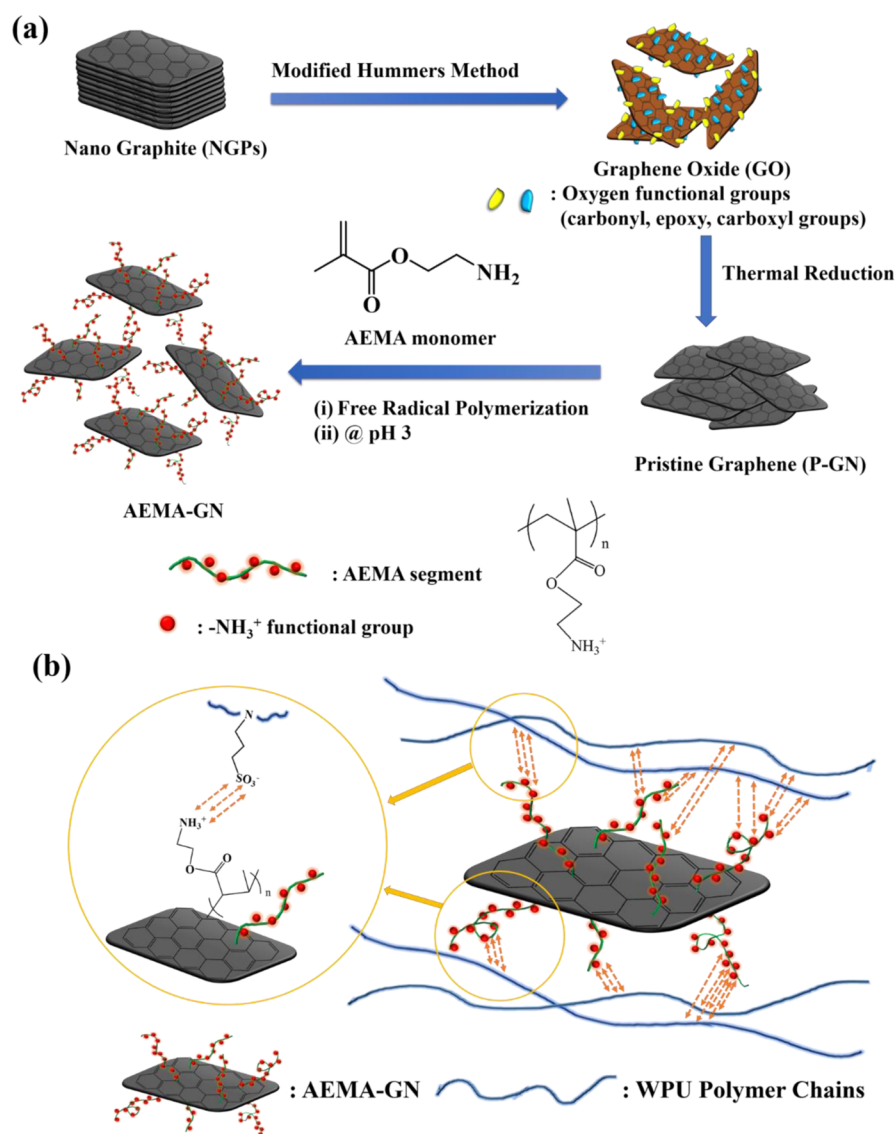 (a)
Modified Hummers Method
Nano Graphite (NGPs)
Graphene Oxide (GO)
: Oxygen functional groups
(carbonyl, epoxy, carboxyl groups)
O
NH₂
O
Thermal Reduction
AEMA monomer
(i) Free Radical Polymerization
(ii) @ pH 3
Pristine Graphene (P-GN)
AEMA-GN
n
: AEMA segment
O
O
: -NH₃⁺ functional group
NH₃⁺
(b)
N
SO₃⁻
NH₃⁺
O
O
n
: AEMA-GN
: WPU Polymer Chains